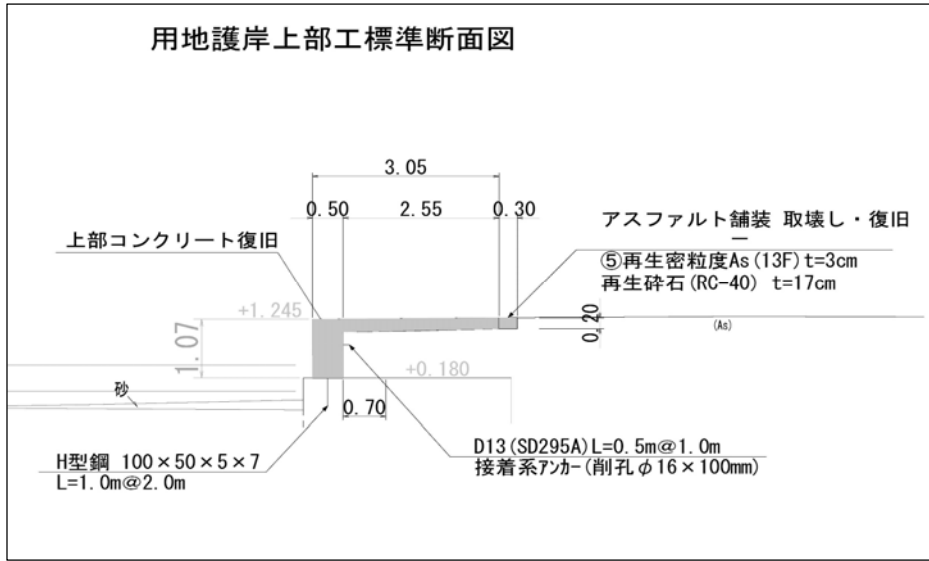 用地護岸上部工標準断面図
3.05
0.50
2.55
0.30
アスファルト舗装 取壊し・復旧
上部コンクリート復旧
⑤再生密粒度As(13F)t=3cm
再生砕石(RC-40) t=17cm
+1.245
0.20
(As)
1.07
+0.180
砂
0.70
D13(SD295A)L=0.5m@1.0m
接着系アンカー(削孔φ16×100mm)
H型鋼 100×50×5×7
L=1.0m@2.0m